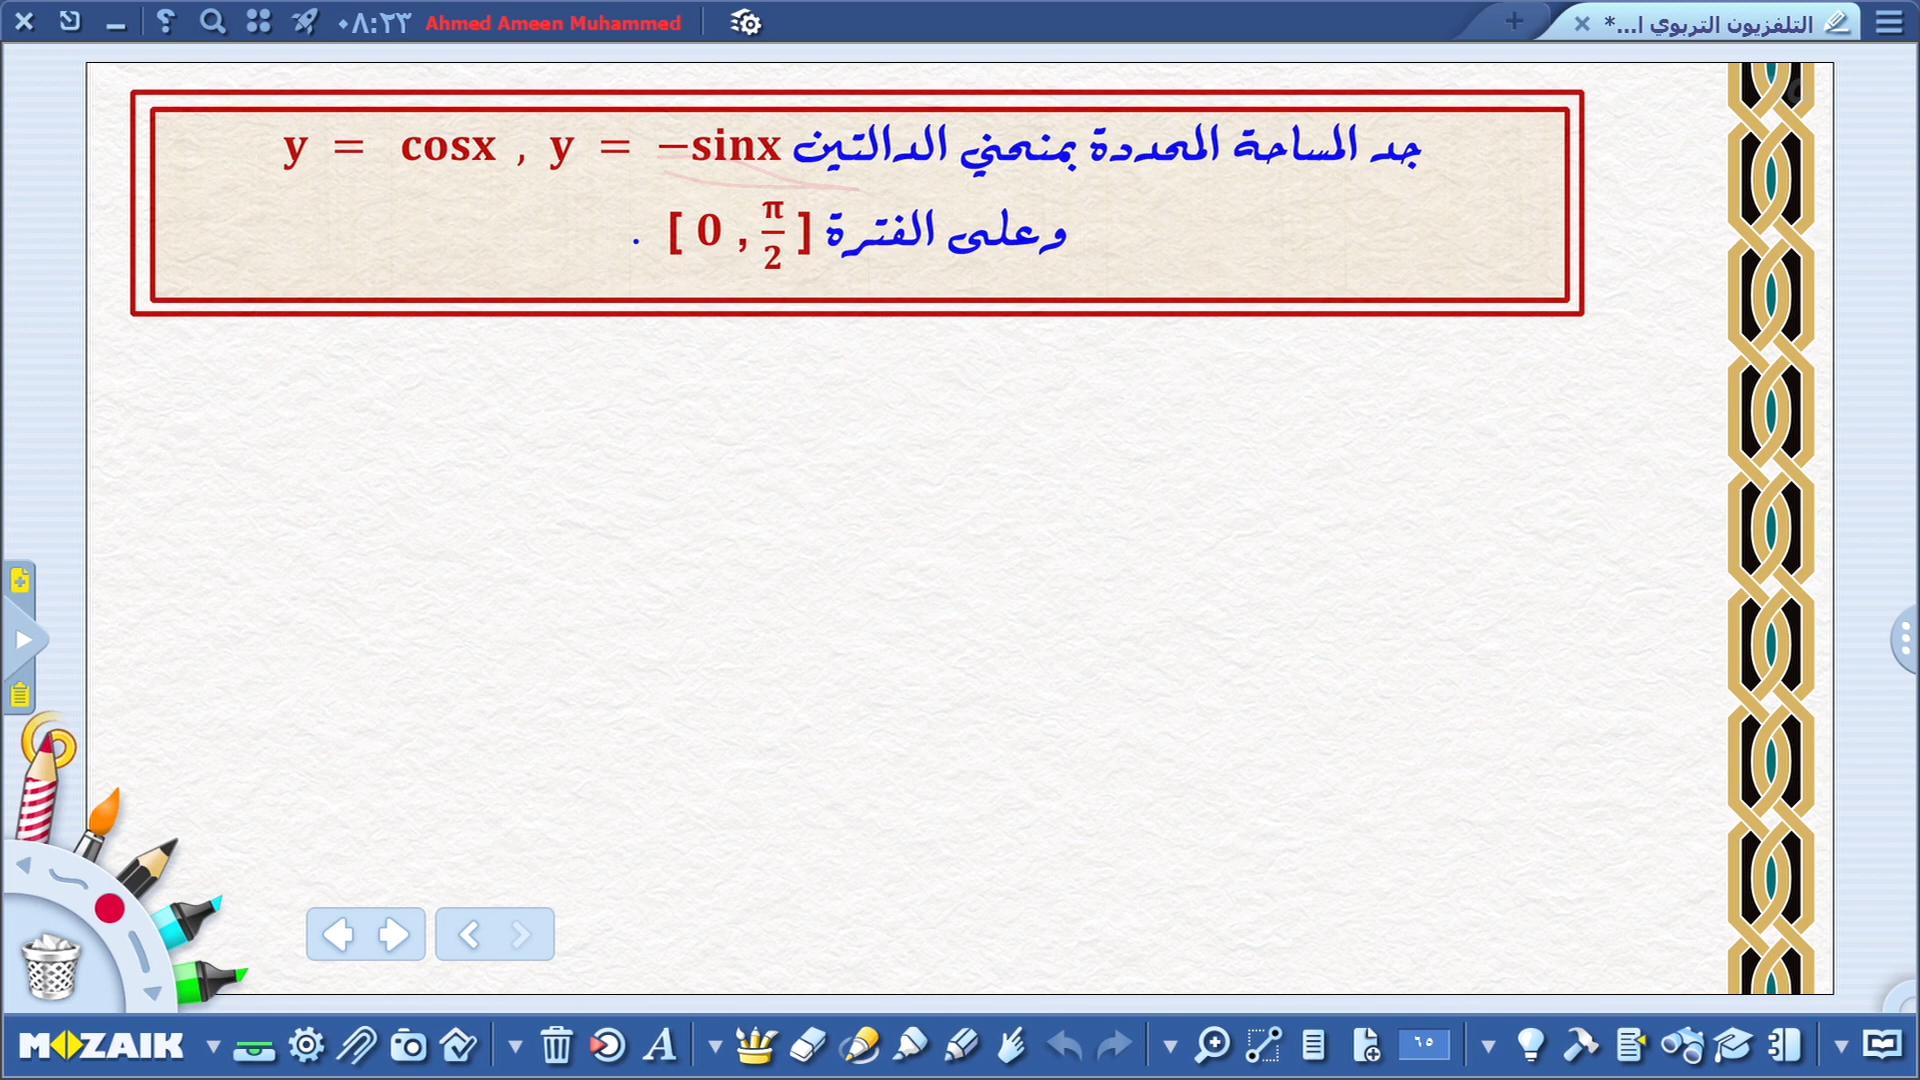 ٠٨:٢٣ Ahmed Ameen Muhammed
التلفزيون التربوي ا...*
جد المساحة المحددة بمنحني الدالتين y = cosx , y = −sinx
وعلى الفترة [ 0 , π/2 ] .
MOZAIK
A
٦٥